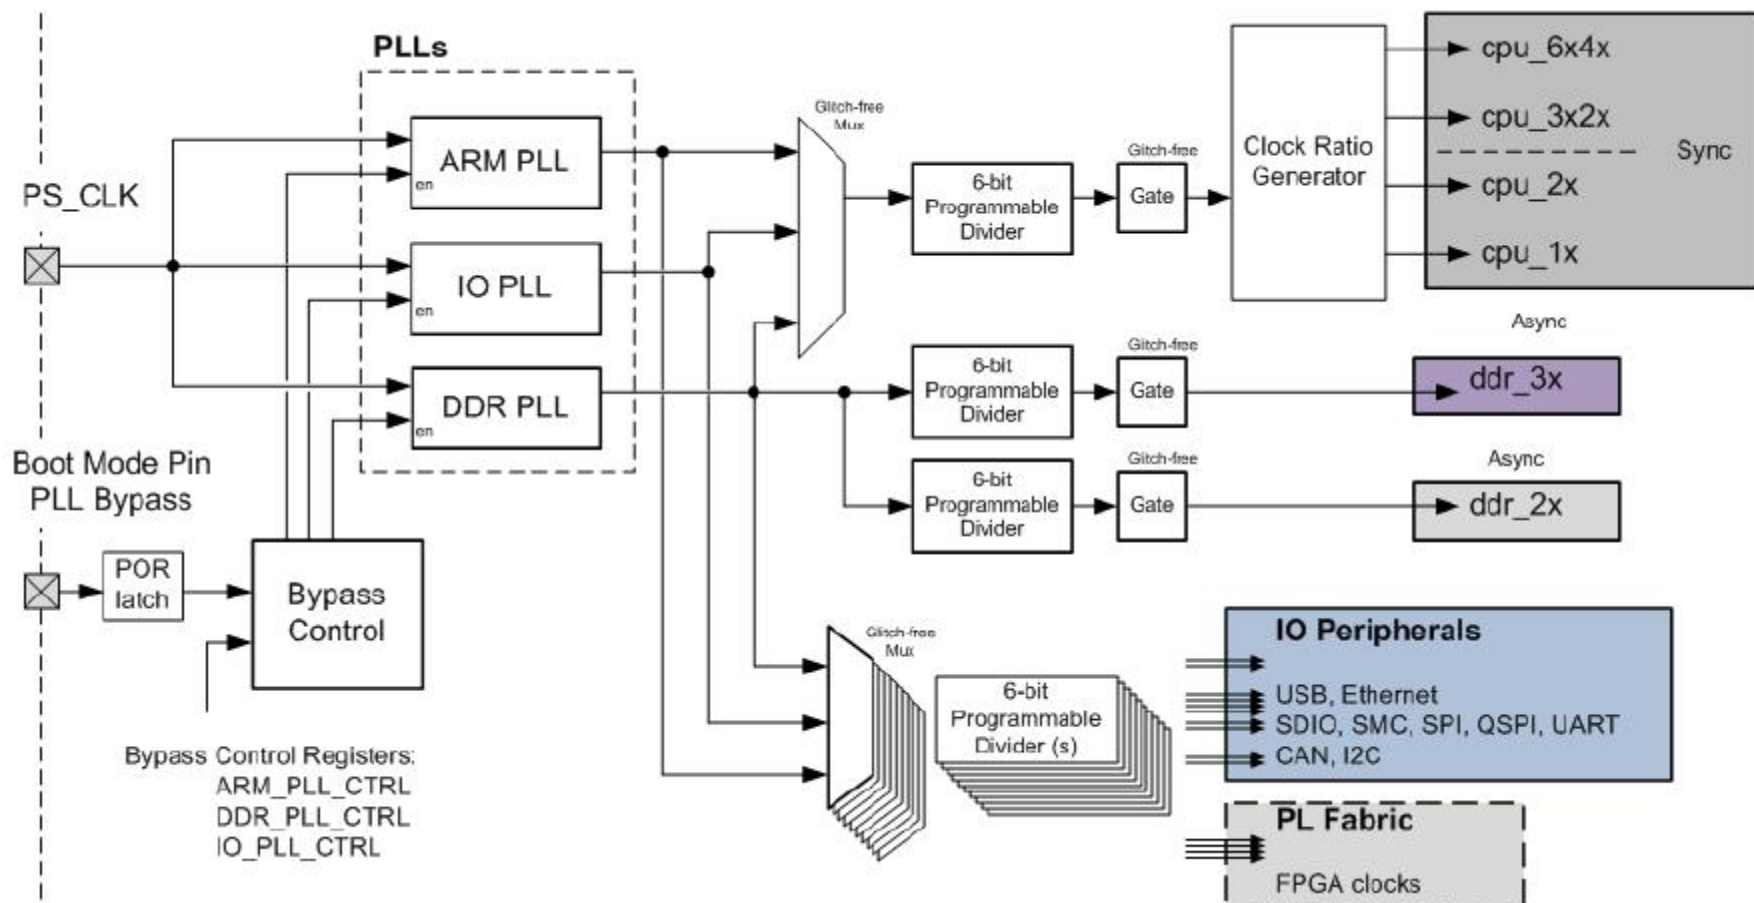 PLLs
Glitch-free
Mux
cpu_6x4x
cpu_3x2x
Sync
cpu_2x
cpu_1x
Clock Ratio
Generator
Glitch-free
Gate
6-bit
Programmable
Divider
ARM PLL
en
PS_CLK
IO PLL
en
DDR PLL
en
Async
ddr_3x
Glitch-free
Gate
6-bit
Programmable
Divider
Async
ddr_2x
Glitch-free
Gate
6-bit
Programmable
Divider
Boot Mode Pin
PLL Bypass
POR
latch
Bypass
Control
Bypass Control Registers:
ARM_PLL_CTRL
DDR_PLL_CTRL
IO_PLL_CTRL
Glitch-free
Mux
6-bit
Programmable
Divider (s)
IO Peripherals
USB, Ethernet
SDIO, SMC, SPI, QSPI, UART
CAN, I2C
PL Fabric
FPGA clocks